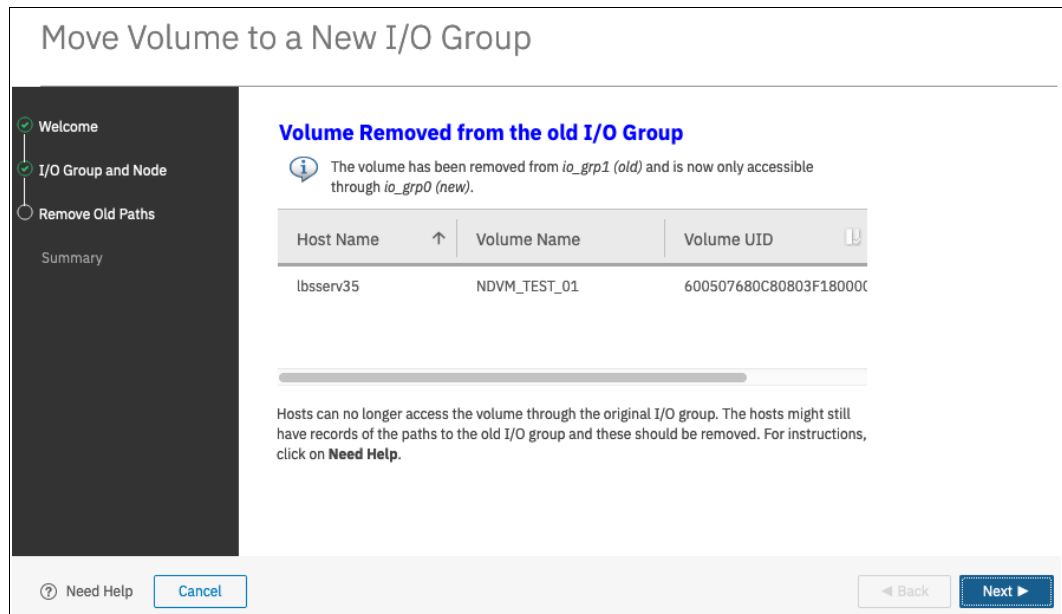 Move Volume to a New I/O Group
Welcome
I/O Group and Node
Remove Old Paths
Summary
Volume Removed from the old I/O Group
The volume has been removed from io_grp1 (old) and is now only accessible
through io_grp0 (new).
Host Name Volume Name Volume UID
lbsserv35 NDVM_TEST_01 600507680C80803F18000
Hosts can no longer access the volume through the original I/O group. The hosts might still
have records of the paths to the old I/O group and these should be removed. For instructions,
click on Need Help.
Need Help Cancel Back Next